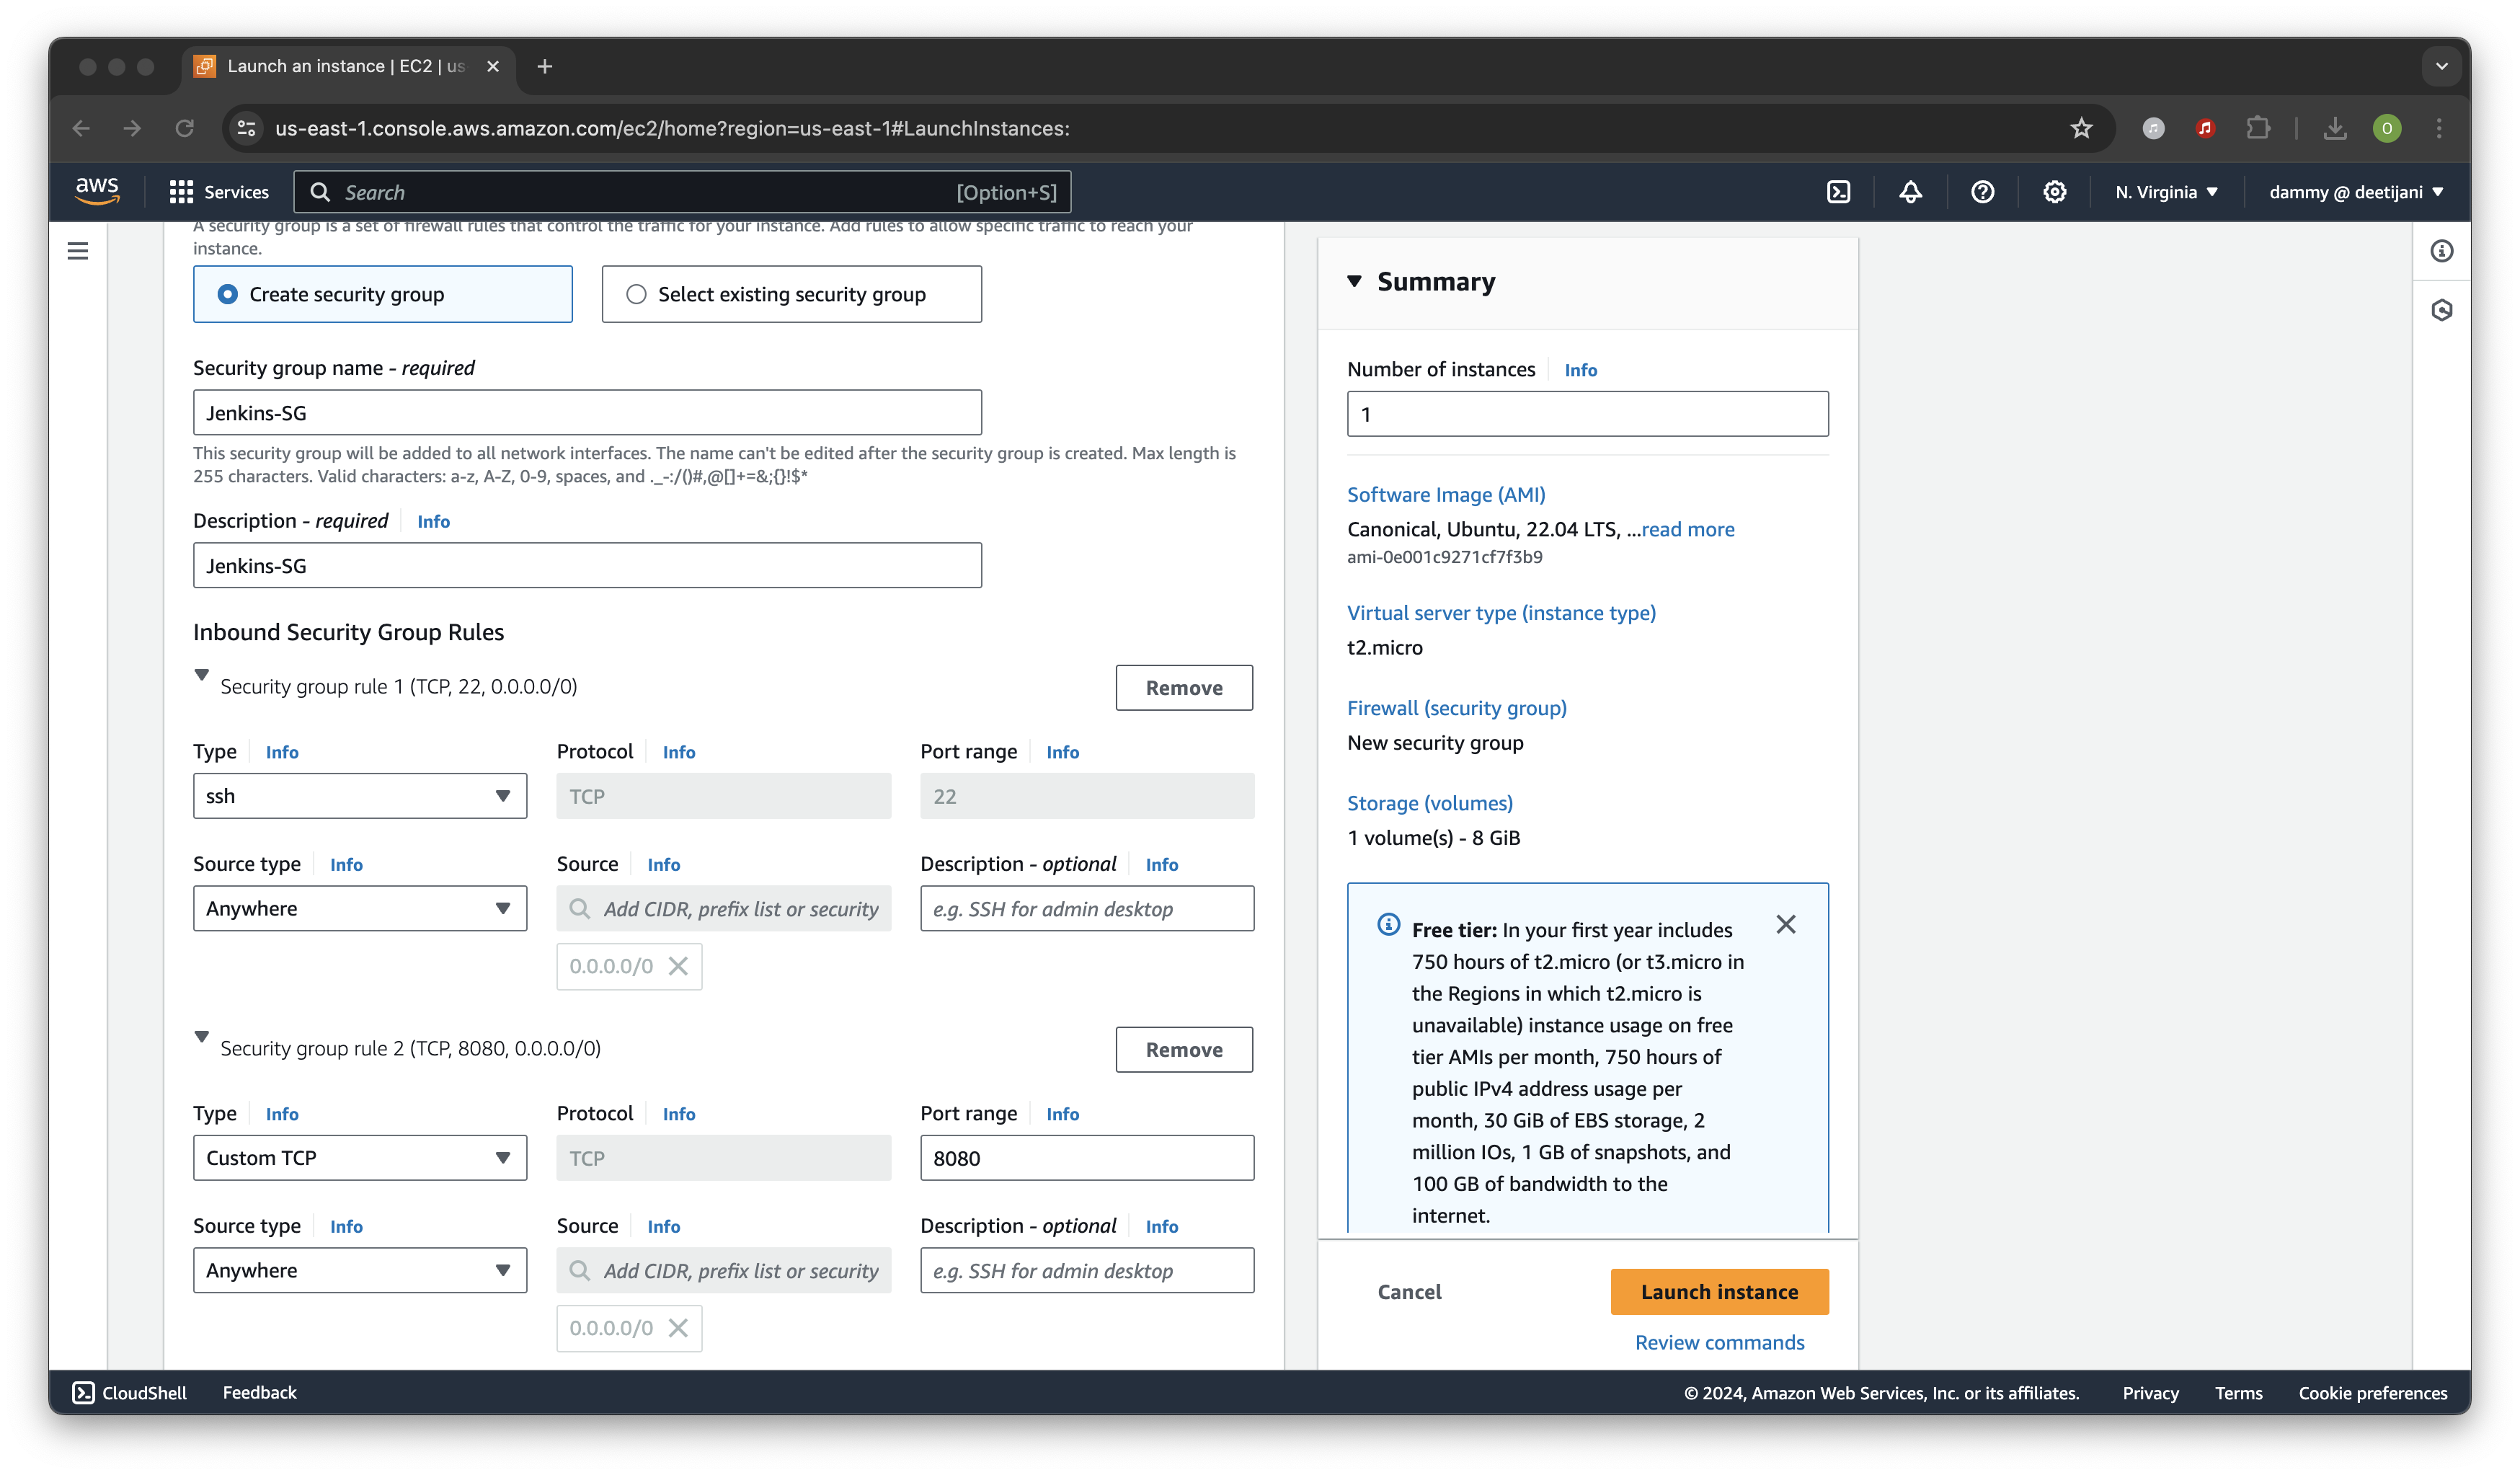 Launch an instance | EC2 | us
us-east-1.console.aws.amazon.com/ec2/home?region=us-east-1#LaunchInstances:
O
aws
Services
Search
[Option+S]
N. Virginia
dammy @ deetijani
A security group is a set of firewall rules that control the traffic for your instance. Add rules to allow specific traffic to reach your
instance.
Create security group
Select existing security group
Security group name - required
Jenkins-SG
This security group will be added to all network interfaces. The name can't be edited after the security group is created. Max length is
255 characters. Valid characters: a-z, A-Z, 0-9, spaces, and ._-:/()#,@[]+=&;{}!$*
Description - required
Info
Jenkins-SG
Inbound Security Group Rules
Security group rule 1 (TCP, 22, 0.0.0.0/0)
Remove
Type Info
Protocol Info
Port range Info
ssh
TCP
22
Source type Info
Source Info
Description - optional Info
Anywhere
Add CIDR, prefix list or security
e.g. SSH for admin desktop
0.0.0.0/0
Security group rule 2 (TCP, 8080, 0.0.0.0/0)
Remove
Type Info
Protocol Info
Port range Info
Custom TCP
TCP
8080
Source type Info
Source Info
Description - optional Info
Anywhere
Add CIDR, prefix list or security
e.g. SSH for admin desktop
0.0.0.0/0
Summary
Number of instances Info
1
Software Image (AMI)
Canonical, Ubuntu, 22.04 LTS, ...read more
ami-0e001c9271cf7f3b9
Virtual server type (instance type)
t2.micro
Firewall (security group)
New security group
Storage (volumes)
1 volume(s) - 8 GiB
Free tier: In your first year includes
750 hours of t2.micro (or t3.micro in
the Regions in which t2.micro is
unavailable) instance usage on free
tier AMIs per month, 750 hours of
public IPv4 address usage per
month, 30 GiB of EBS storage, 2
million IOs, 1 GB of snapshots, and
100 GB of bandwidth to the
internet.
Cancel
Launch instance
Review commands
CloudShell
Feedback
© 2024, Amazon Web Services, Inc. or its affiliates.
Privacy
Terms
Cookie preferences